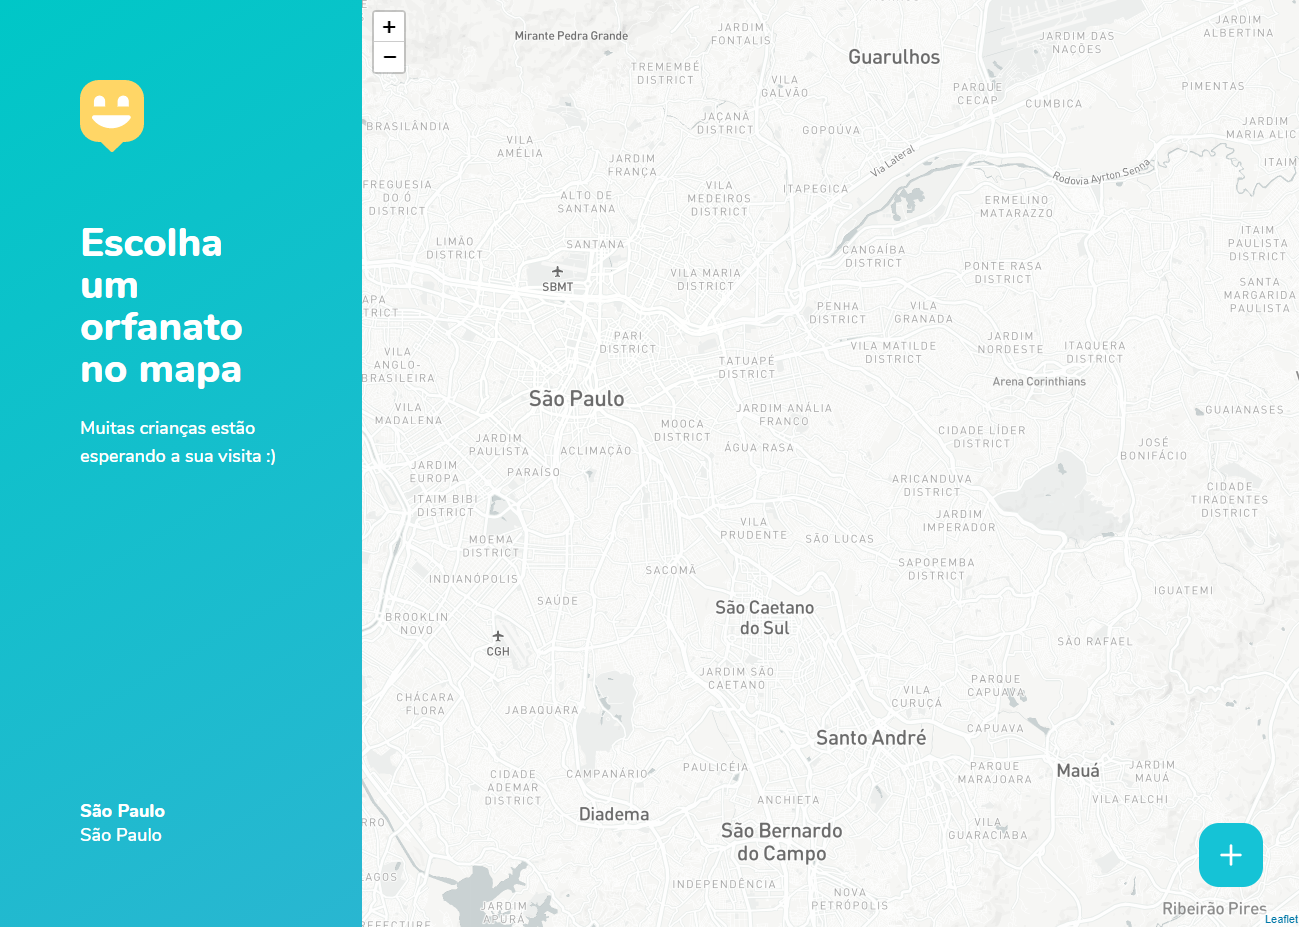 Escolha
um
orfanato
no mapa
Muitas crianças estão
esperando a sua visita :)
São Paulo
São Paulo
+
−
Mirante Pedra Grande
JARDIM
FONTALIS
Guarulhos
JARDIM DAS
NAÇÕES
JARDIM
ALBERTINA
TREMEMBÉ
DISTRICT
VILA
GALVÃO
PARQUE
CECAP
CUMBICA
PIMENTAS
BRASILÂNDIA
VILA
AMÉLIA
JAÇANÃ
DISTRICT
GOPOÚVA
JARDIM
MARIA ALIC
Via Lateral
JARDIM
FRANÇA
Rodovia Ayrton Senna
ITAIM
FREGUESIA
DO Ó
DISTRICT
ALTO DE
SANTANA
VILA
MEDEIROS
DISTRICT
ITAPEGICA
ERMELINO
MATARAZZO
LIMÃO
DISTRICT
SANTANA
CANGAÍBA
DISTRICT
ITAIM
PAULISTA
DISTRICT
SBMT
VILA MARIA
DISTRICT
PONTE RASA
DISTRICT
SANTA
MARGARIDA
PAULISTA
APA
TRICT
PENHA
DISTRICT
VILA
GRANADA
PARI
DISTRICT
VILA MATILDE
DISTRICT
JARDIM
NORDESTE
ITAQUERA
DISTRICT
VILA
ANGLO-
BRASILEIRA
TATUAPÉ
DISTRICT
Arena Corinthians
São Paulo
VILA
MADALENA
JARDIM ANÁLIA
FRANCO
GUAIANASES
MOOCA
DISTRICT
CIDADE LÍDER
DISTRICT
JARDIM
PAULISTA
ACLIMAÇÃO
ÁGUA RASA
JOSÉ
BONIFÁCIO
JARDIM
EUROPA
PARAÍSO
ARICANDUVA
DISTRICT
CIDADE
TIRADENTES
DISTRICT
ITAIM BIBI
DISTRICT
JARDIM
IMPERADOR
VILA
PRUDENTE
SÃO LUCAS
MOEMA
DISTRICT
SAPOPEMBA
DISTRICT
INDIANÓPOLIS
SACOMÃ
IGUATEMI
SAÚDE
São Caetano
do Sul
BROOKLIN
NOVO
CGH
SÃO RAFAEL
JARDIM SÃO
CAETANO
PARQUE
CAPUAVA
CHÁCARA
FLORA
JABAQUARA
VILA
CURUÇÁ
CAPUAVA
Santo André
PAULICÉIA
PARQUE
MARAJOARA
Mauá
JARDIM
MAUÁ
CIDADE
ADEMAR
DISTRICT
CAMPANÁRIO
ANCHIETA
VILA FALCHI
Diadema
RRO
São Bernardo
do Campo
VILA
GUARACIABA
LAGOS
INDEPENDÊNCIA
NOVA
PETRÓPOLIS
JARDIM
APURÁ
Ribeirão Pires
PEFECTURE
Leaflet